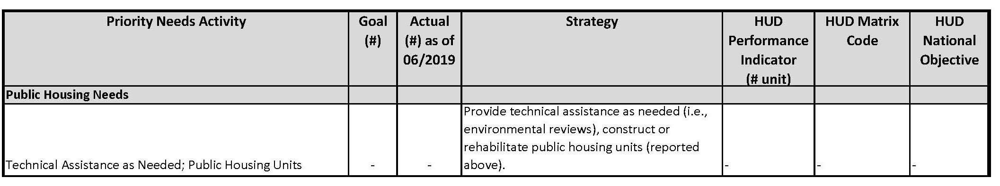 Priority Needs Activity Goal Actual Strategy HUD HUD Matrix HUD
(#) (#) as of Performance Code National
06/2019 Indicator Objective
(# unit)
Public Housing Needs
Provide technical assistance as needed (i.e.,
environmental reviews), construct or
rehabilitate public housing units (reported
Technical Assistance as Needed; Public Housing Units - - above). - - -